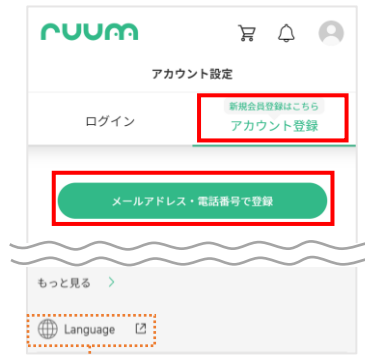 ruum
アカウント設定
ログイン
新規会員登録はこちら
アカウント登録
メールアドレス・電話番号で登録
もっと見る
Language